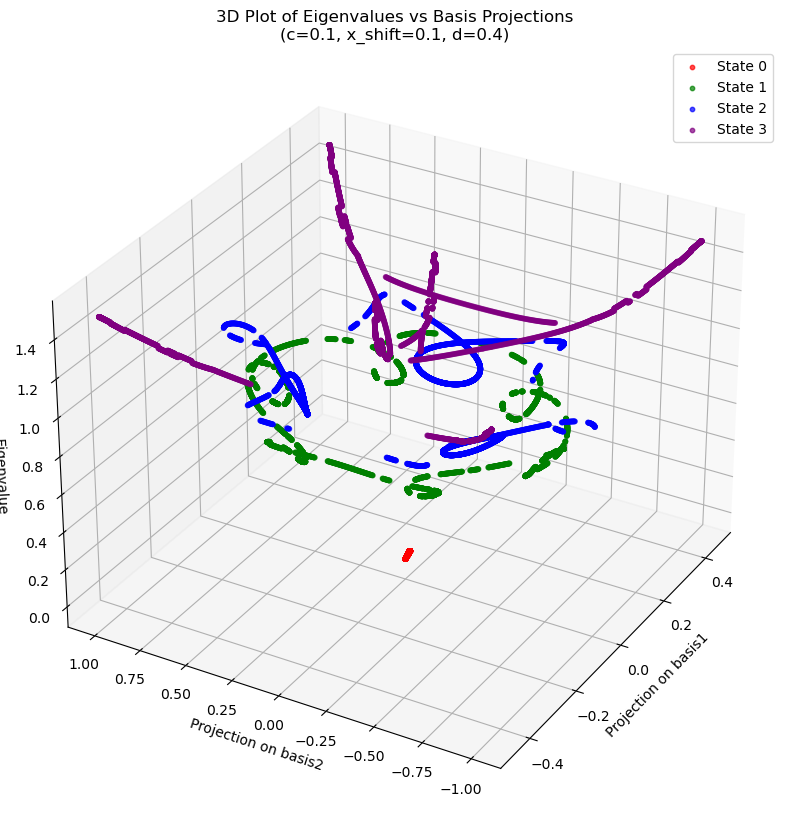 3D Plot of Eigenvalues vs Basis Projections
(c=0.1, x_shift=0.1, d=0.4)
State 0
State 1
State 2
State 3
1.4
1.2
1.0
0.8
0.6
0.4
0.2
0.0
Eigenvalue
1.00
0.75
0.50
0.25
0.00
−0.25
−0.50
−0.75
−1.00
Projection on basis2
0.4
0.2
0.0
−0.2
−0.4
Projection on basis1